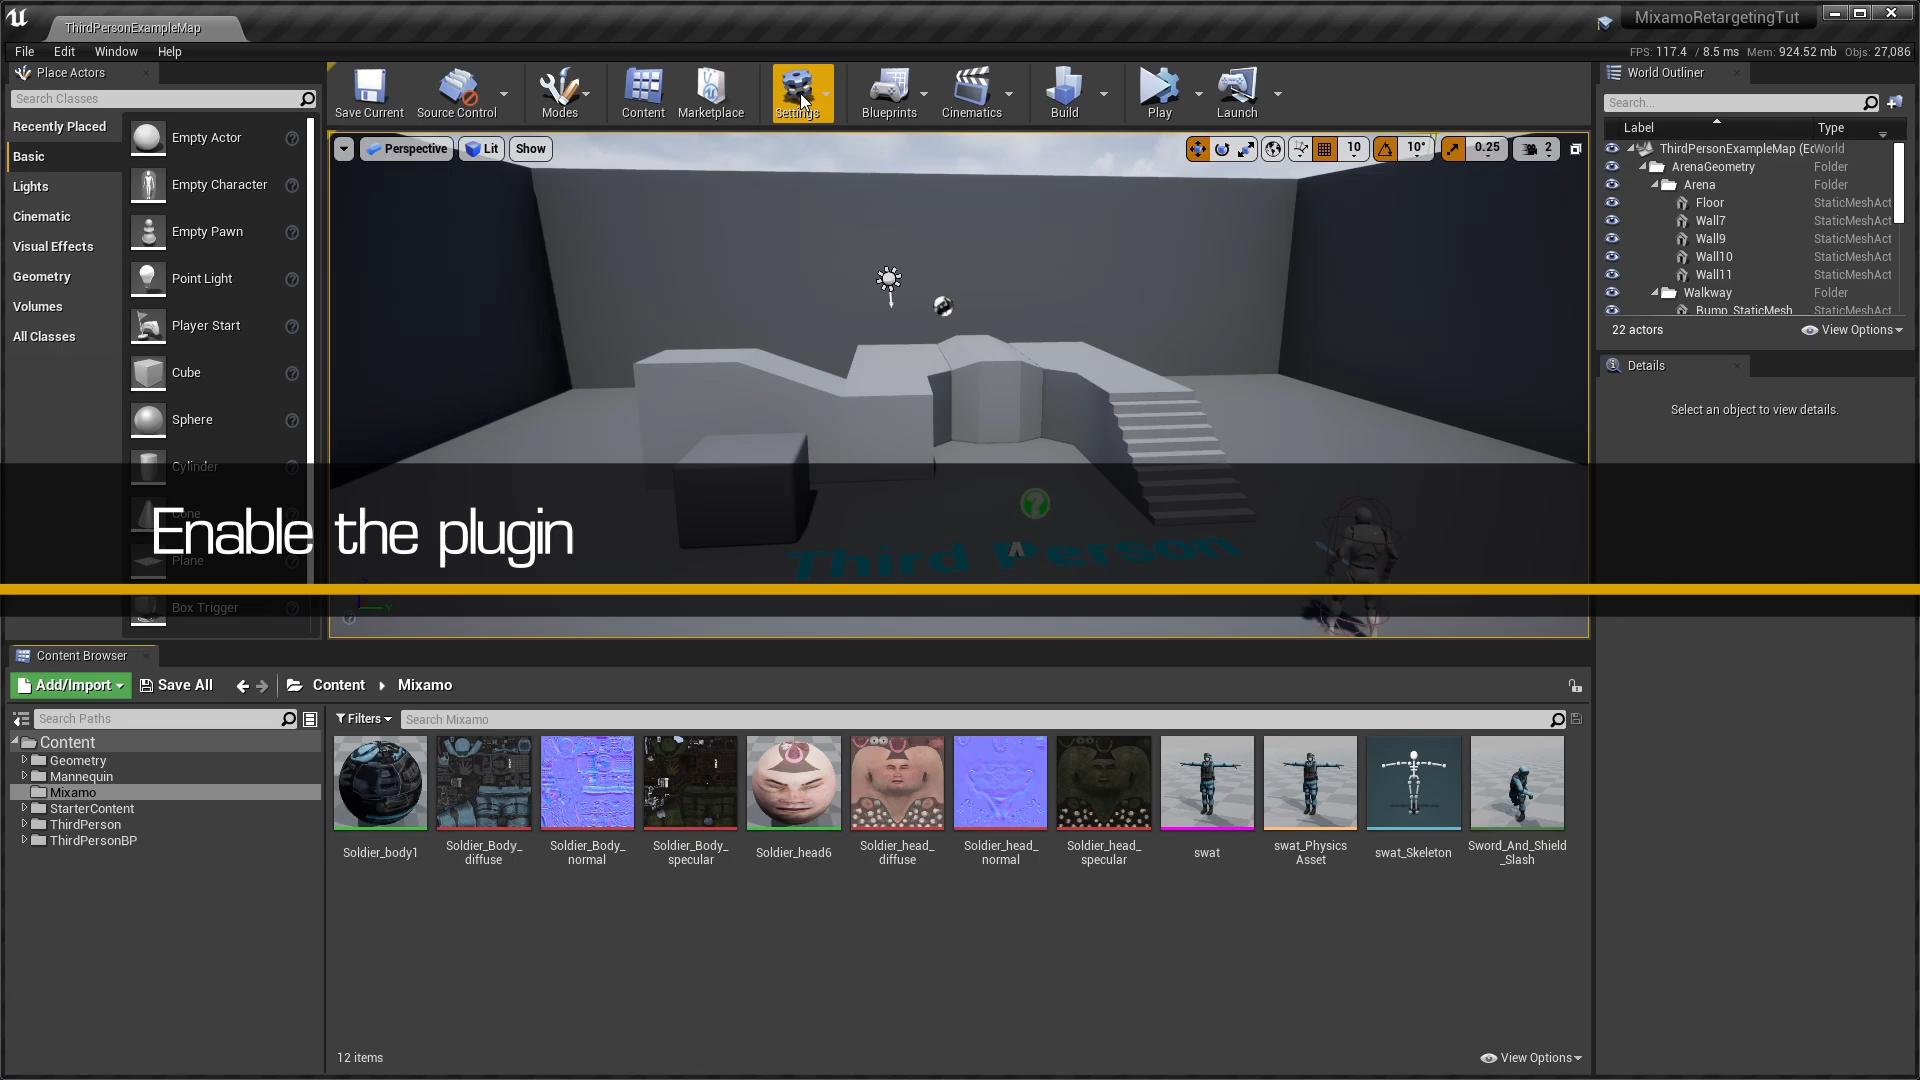 ThirdPersonExampleMap
MixamoRetargetingTut
File Edit Window Help
FPS: 117.4 / 8.5 ms Mem: 924.52 mb Objs: 27,086
Place Actors
Search Classes
Recently Placed
Basic
Lights
Cinematic
Visual Effects
Geometry
Volumes
All Classes
Empty Actor
Empty Character
Empty Pawn
Point Light
Player Start
Cube
Sphere
Cylinder
Cone
Plane
Box Trigger
Save Current
Source Control
Modes
Content
Marketplace
Settings
Blueprints
Cinematics
Build
Play
Launch
Perspective
Lit
Show
10
10°
0.25
2
Third Person
Enable the plugin
World Outliner
Search...
Label Type
ThirdPersonExampleMap (Ec World
ArenaGeometry Folder
Arena Folder
Floor StaticMeshAct
Wall7 StaticMeshAct
Wall9 StaticMeshAct
Wall10 StaticMeshAct
Wall11 StaticMeshAct
Walkway Folder
Bump_StaticMesh StaticMeshAct
22 actors
View Options
Details
Select an object to view details.
Content Browser
Add/Import
Save All
Content
Mixamo
Search Paths
Filters
Search Mixamo
Content
Geometry
Mannequin
Mixamo
StarterContent
ThirdPerson
ThirdPersonBP
Soldier_body1
Soldier_Body_
diffuse
Soldier_Body_
normal
Soldier_Body_
specular
Soldier_head6
Soldier_head_
diffuse
Soldier_head_
normal
Soldier_head_
specular
swat
swat_Physics
Asset
swat_Skeleton
Sword_And_Shield
_Slash
12 items
View Options